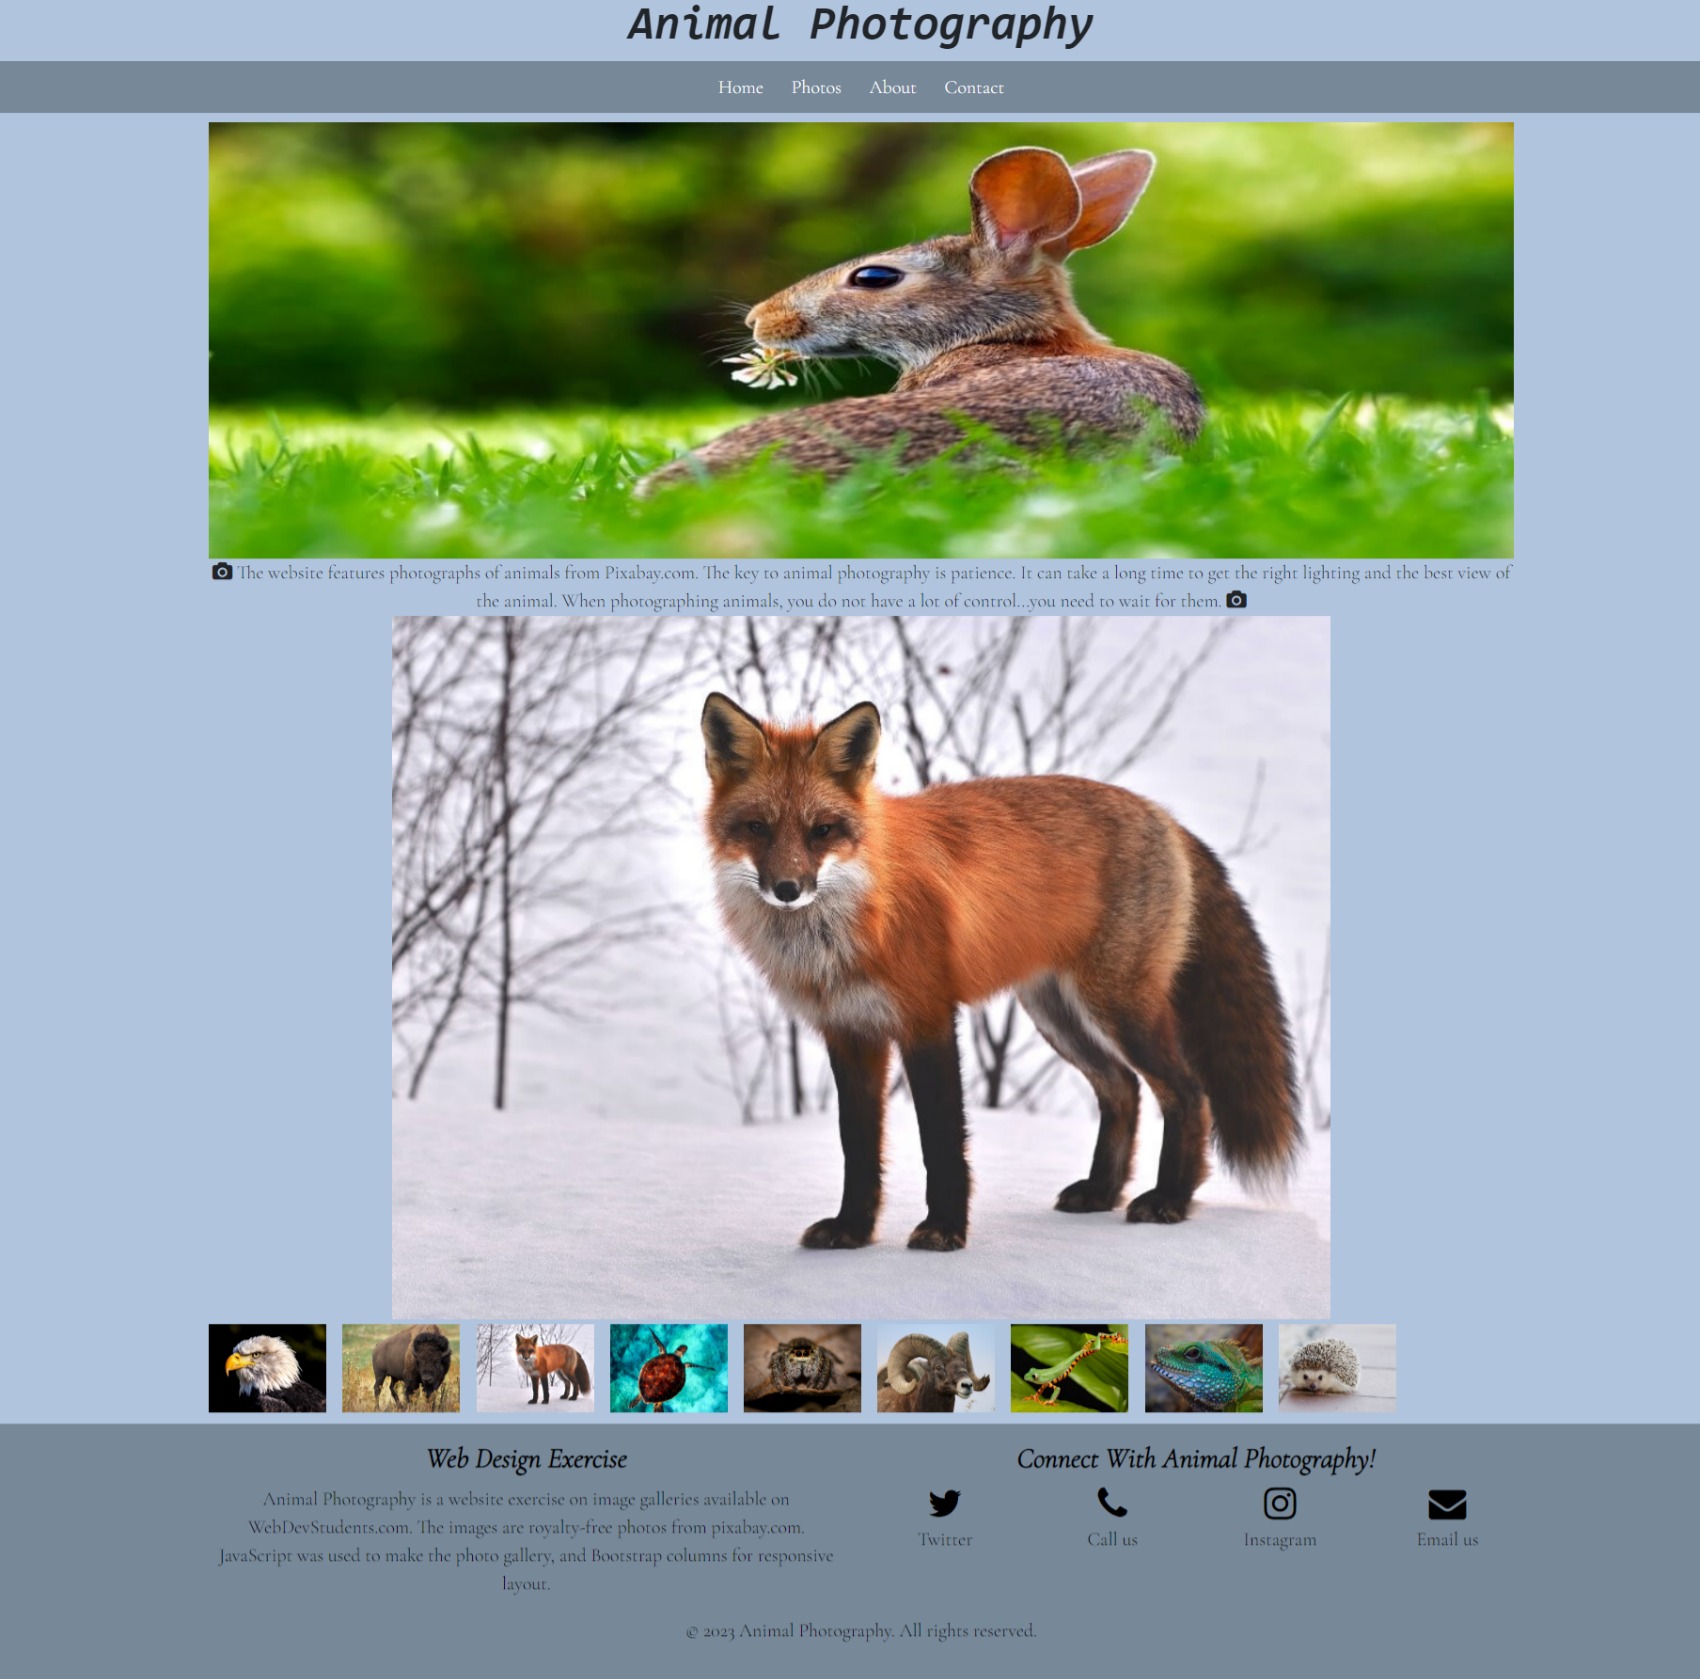 Animal Photography
Home Photos About Contact
The website features photographs of animals from Pixabay.com. The key to animal photography is patience. It can take a long time to get the right lighting and the best view of
the animal. When photographing animals, you do not have a lot of control...you need to wait for them.
Web Design Exercise
Animal Photography is a website exercise on image galleries available on
WebDevStudents.com. The images are royalty-free photos from pixabay.com.
JavaScript was used to make the photo gallery, and Bootstrap columns for responsive
layout.
Connect With Animal Photography!
Twitter Call us Instagram Email us
© 2023 Animal Photography. All rights reserved.